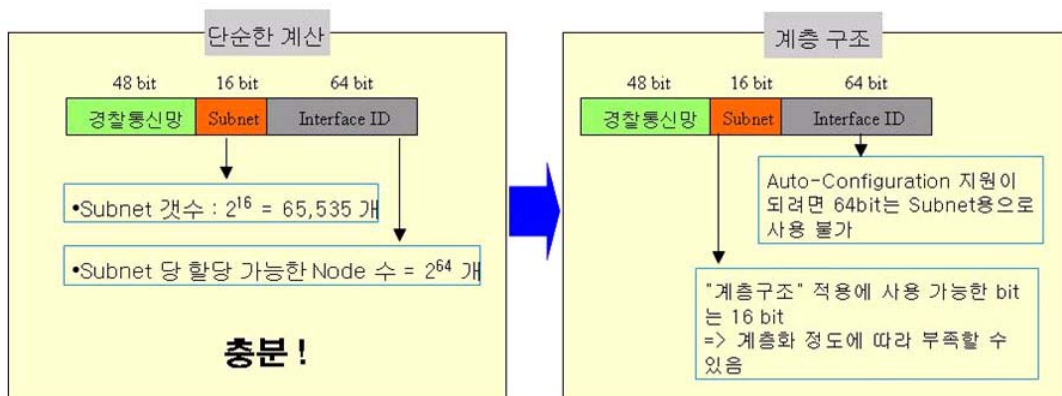 단순한 계산
48 bit 16 bit 64 bit
경찰통신망 Subnet Interface ID
•Subnet 갯수 : 2¹⁶ = 65,535 개
•Subnet 당 할당 가능한 Node 수 = 2⁶⁴ 개
충분 !
계층 구조
48 bit 16 bit 64 bit
경찰통신망 Subnet Interface ID
Auto-Configuration 지원이
되려면 64bit는 Subnet용으로
사용 불가
"계층구조" 적용에 사용 가능한 bit
는 16 bit
=> 계층화 정도에 따라 부족할 수
있음